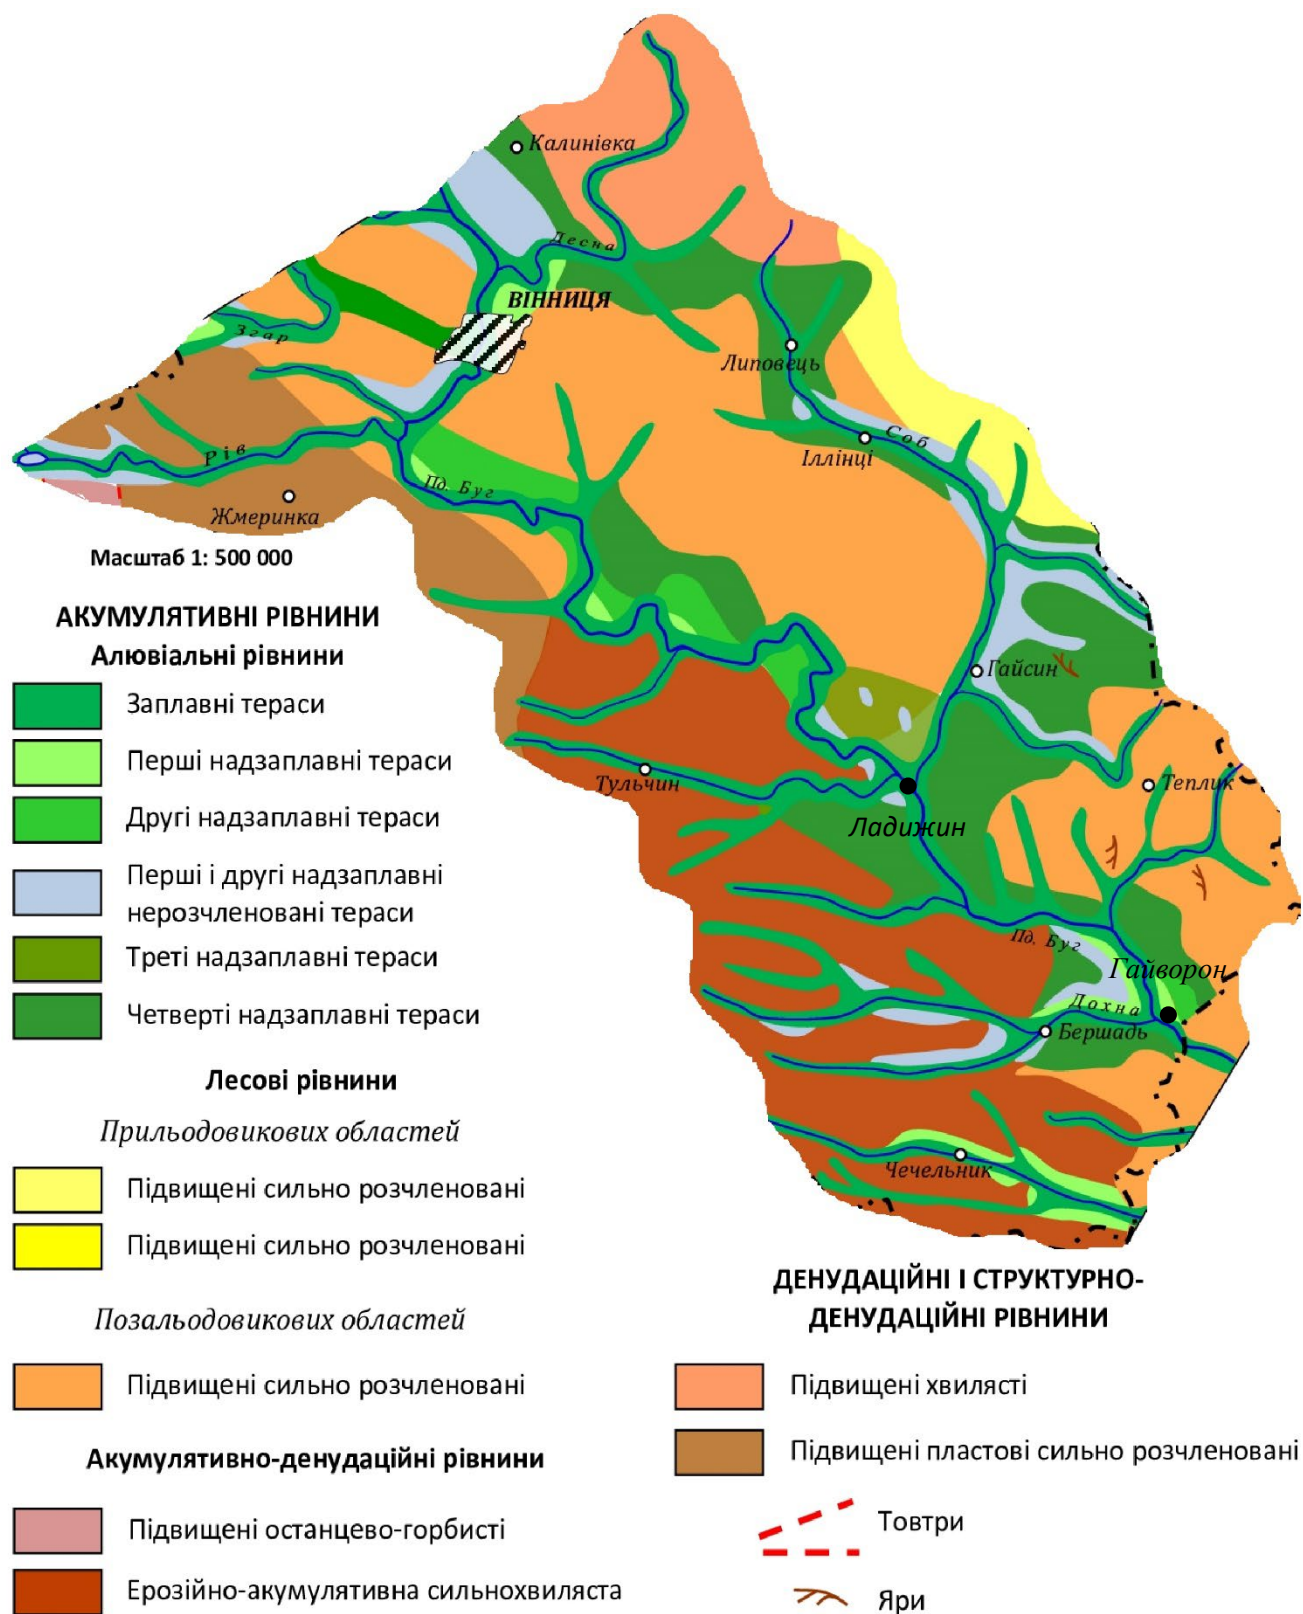 Калинівка
Десна
ВІННИЦЯ
Згар
Липовець
Рів
Соб
Іллінці
Пд. Буг
Жмеринка
Масштаб 1: 500 000
АКУМУЛЯТИВНІ РІВНИНИ
Алювіальні рівнини
Заплавні тераси
Перші надзаплавні тераси
Другі надзаплавні тераси
Перші і другі надзаплавні
нерозчленовані тераси
Треті надзаплавні тераси
Четверті надзаплавні тераси
Гайсин
Тульчин
Теплик
Ладижин
Пд. Буг
Гайворон
Дохна
Бершадь
Чечельник
Лесові рівнини
Прильодовикових областей
Підвищені сильно розчленовані
Підвищені сильно розчленовані
Позальодовикових областей
Підвищені сильно розчленовані
Акумулятивно-денудаційні рівнини
Підвищені останцево-горбисті
Ерозійно-акумулятивна сильнохвиляста
ДЕНУДАЦІЙНІ І СТРУКТУРНО-
ДЕНУДАЦІЙНІ РІВНИНИ
Підвищені хвилясті
Підвищені пластові сильно розчленовані
Товтри
Яри